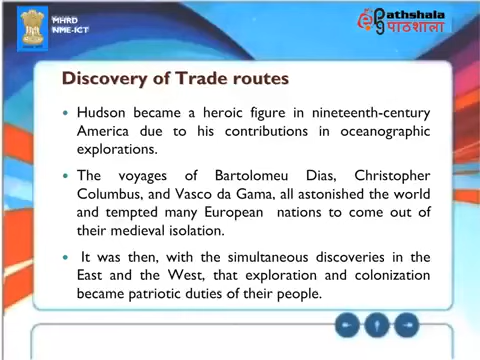 MHRD
NME-ICT
Pathshala
पाठशाला
Discovery of Trade routes
• Hudson became a heroic figure in nineteenth-century
America due to his contributions in oceanographic
explorations.
• The voyages of Bartolomeu Dias, Christopher
Columbus, and Vasco da Gama, all astonished the world
and tempted many European nations to come out of
their medieval isolation.
• It was then, with the simultaneous discoveries in the
East and the West, that exploration and colonization
became patriotic duties of their people.